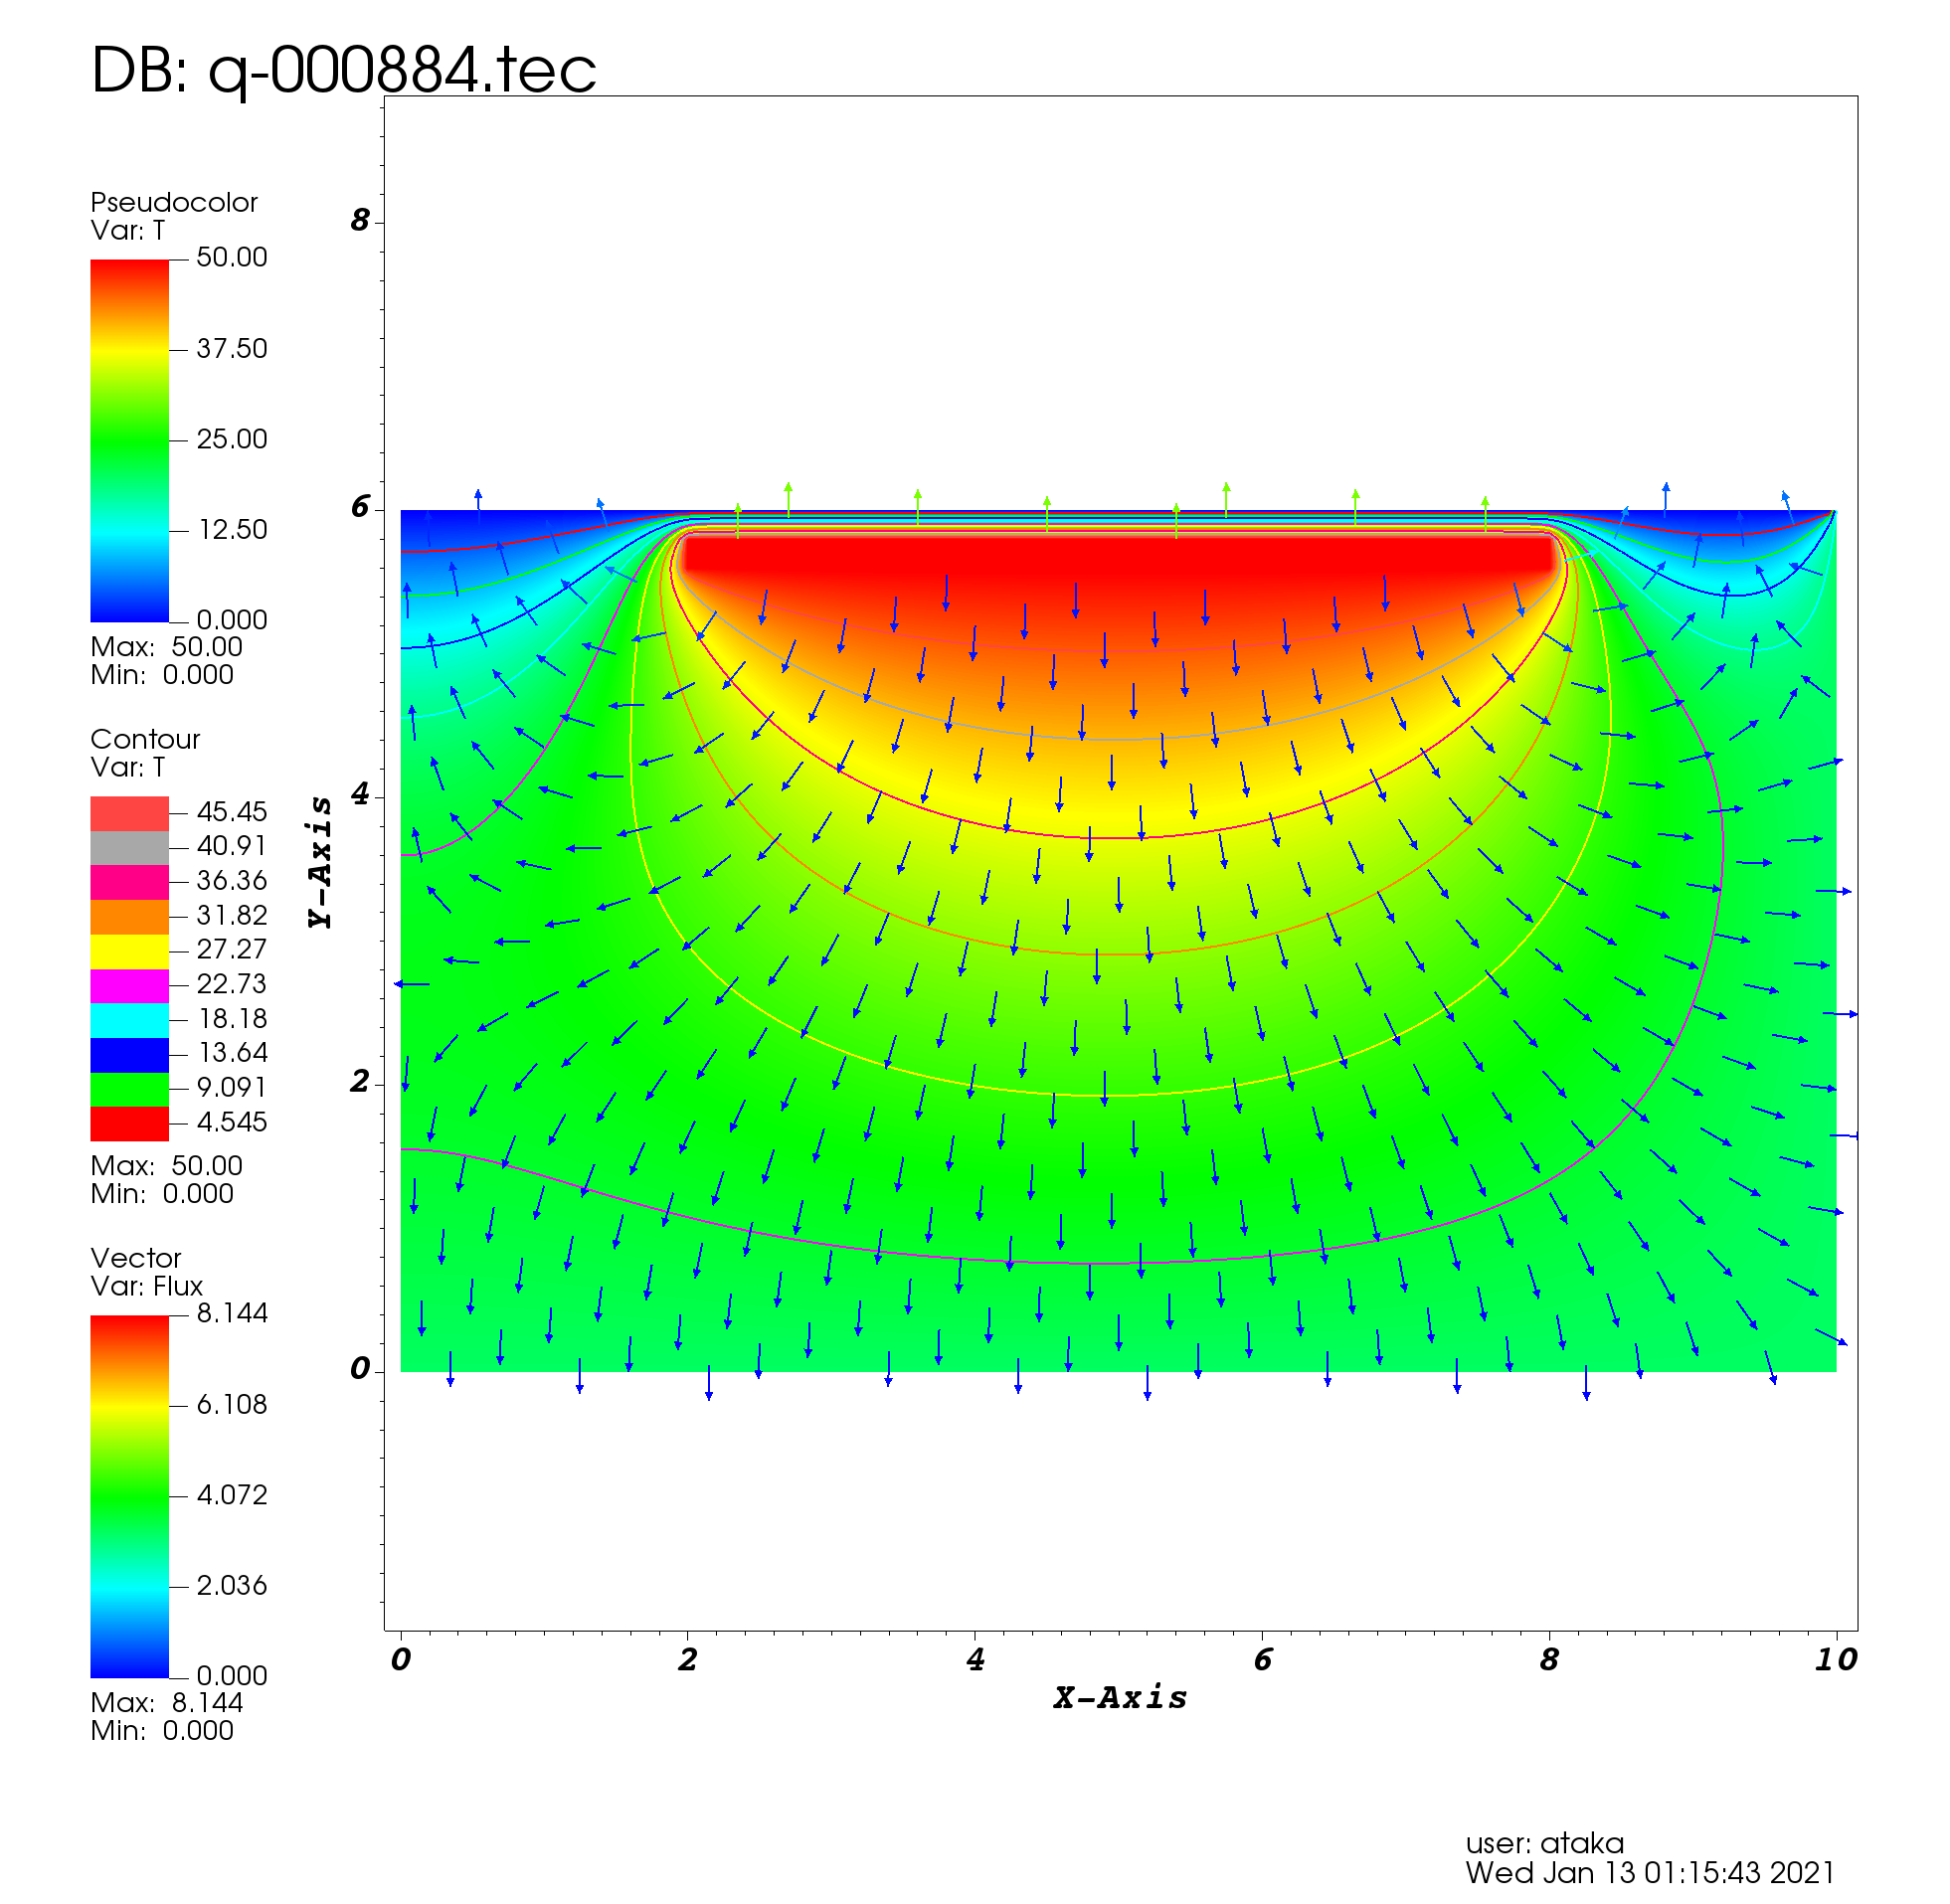 DB: q-000884.tec
Pseudocolor
Var: T
50.00
37.50
25.00
12.50
0.000
Max: 50.00
Min: 0.000
Contour
Var: T
45.45
40.91
36.36
31.82
27.27
22.73
18.18
13.64
9.091
4.545
Max: 50.00
Min: 0.000
Vector
Var: Flux
8.144
6.108
4.072
2.036
0.000
Max: 8.144
Min: 0.000
Y-Axis
8
6
4
2
0
0 2 4 6 8 10
X-Axis
user: ataka
Wed Jan 13 01:15:43 2021